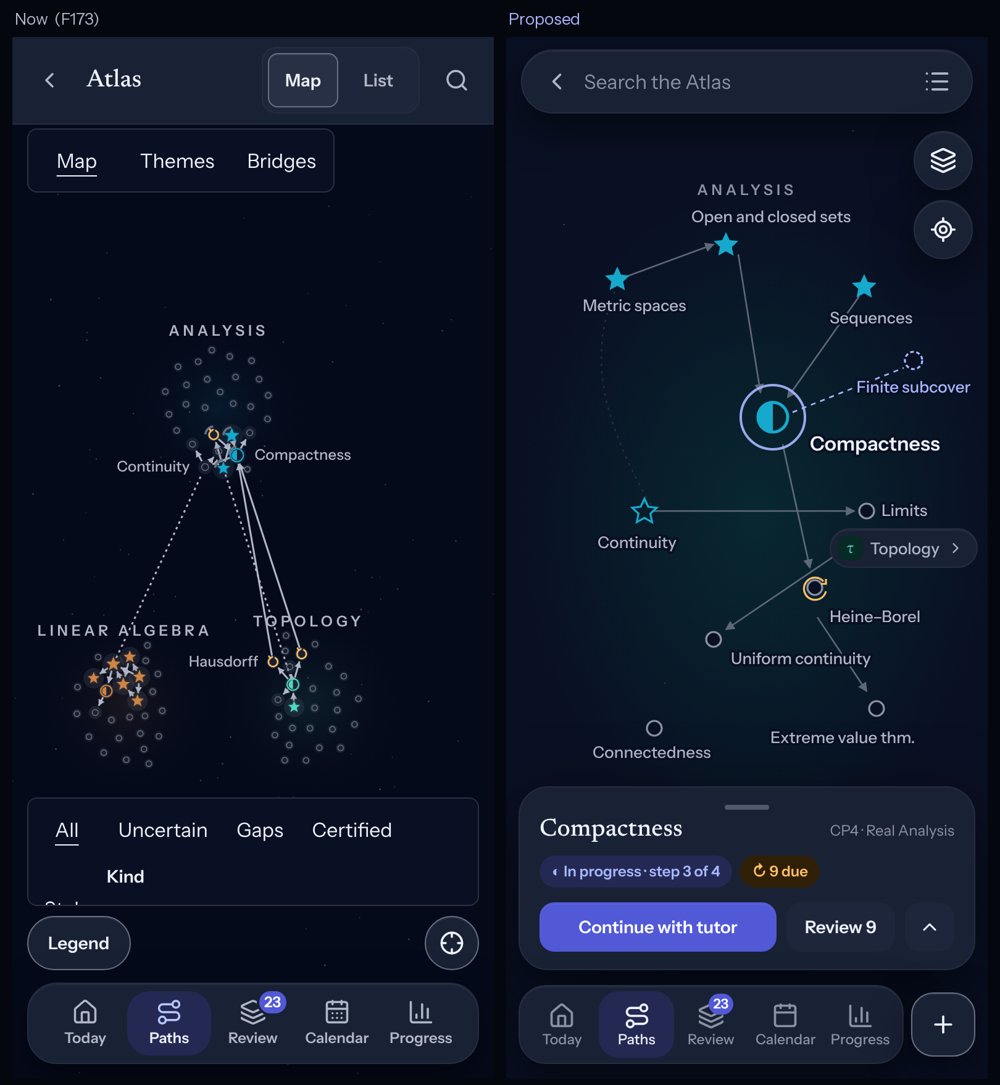 Now (F173)
Atlas
Map
List
Map
Themes
Bridges
ANALYSIS
Continuity
Compactness
LINEAR ALGEBRA
TOPOLOGY
Hausdorff
All
Uncertain
Gaps
Certified
Kind
Legend
Today
Paths
23
Review
Calendar
Progress
Proposed
Search the Atlas
ANALYSIS
Open and closed sets
Metric spaces
Sequences
Finite subcover
Compactness
Limits
Continuity
τ Topology
Heine–Borel
Uniform continuity
Extreme value thm.
Connectedness
Compactness
CP4 · Real Analysis
In progress · step 3 of 4
9 due
Continue with tutor
Review 9
Today
Paths
23
Review
Calendar
Progress